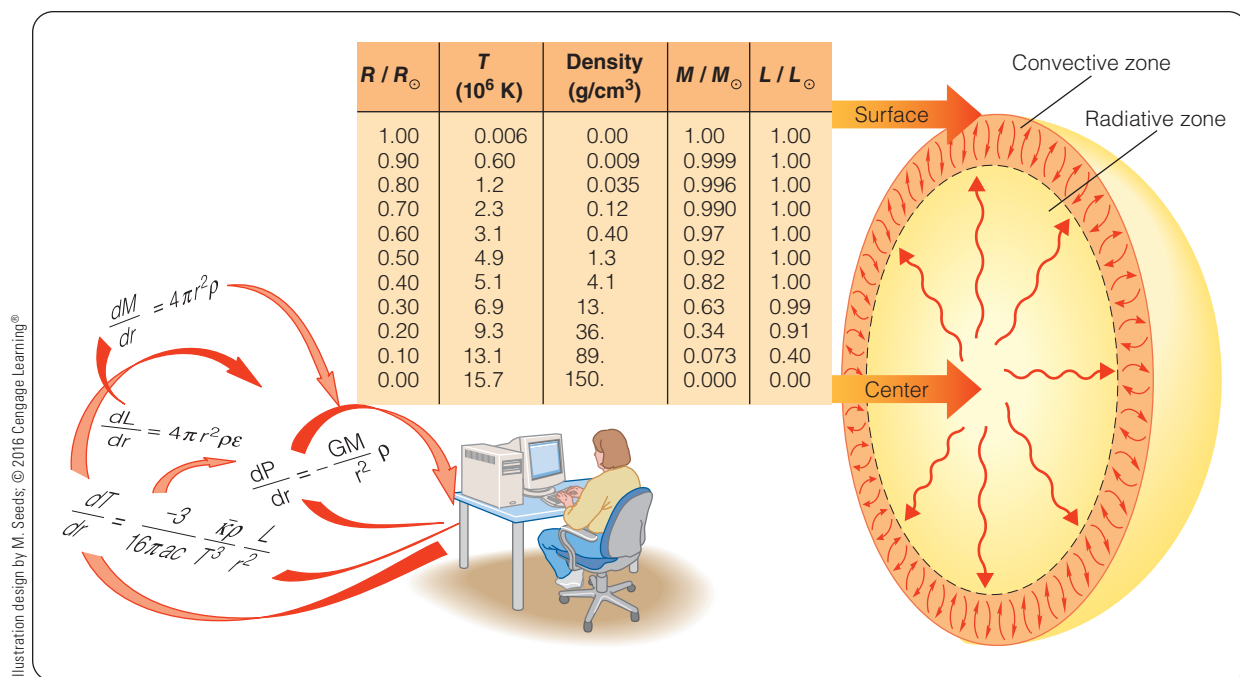 R / R☉ T (10⁶ K) Density (g/cm³) M / M☉ L / L☉
1.00 0.006 0.00 1.00 1.00
0.90 0.60 0.009 0.999 1.00
0.80 1.2 0.035 0.996 1.00
0.70 2.3 0.12 0.990 1.00
0.60 3.1 0.40 0.97 1.00
0.50 4.9 1.3 0.92 1.00
0.40 5.1 4.1 0.82 1.00
0.30 6.9 13. 0.63 0.99
0.20 9.3 36. 0.34 0.91
0.10 13.1 89. 0.073 0.40
0.00 15.7 150. 0.000 0.00
Convective zone
Radiative zone
Surface
Center
dM/dr = 4πr²ρ
dL/dr = 4πr²ρε
dP/dr = - GM/r² ρ
dT/dr = -3/16πac κ̄ρ/T³ L/r²
Illustration design by M. Seeds; © 2016 Cengage Learning®